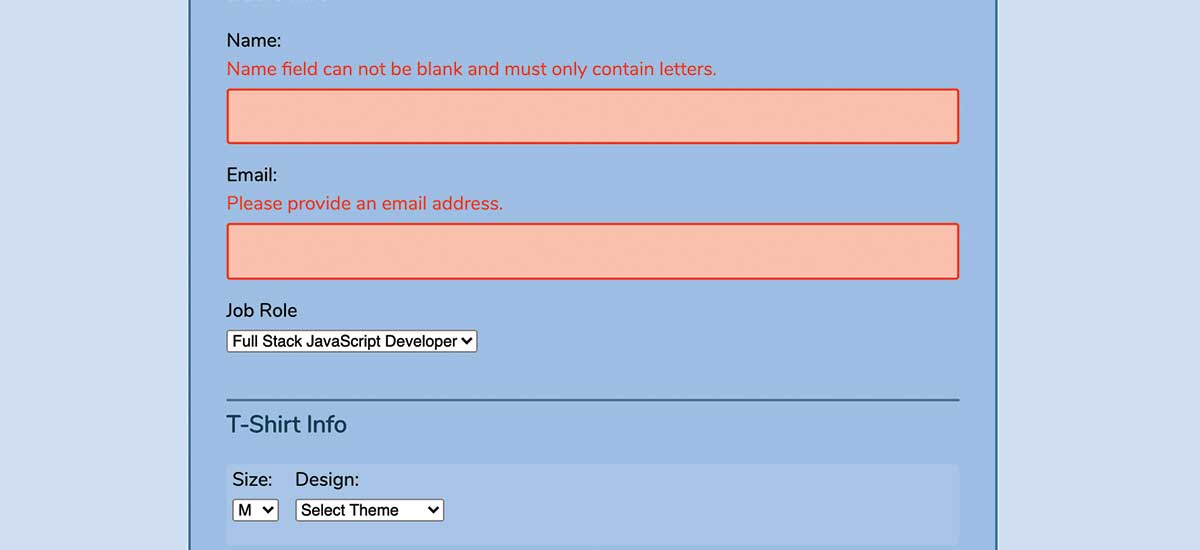 Name:
Name field can not be blank and must only contain letters.
Email:
Please provide an email address.
Job Role
Full Stack JavaScript Developer
T-Shirt Info
Size: Design:
M Select Theme